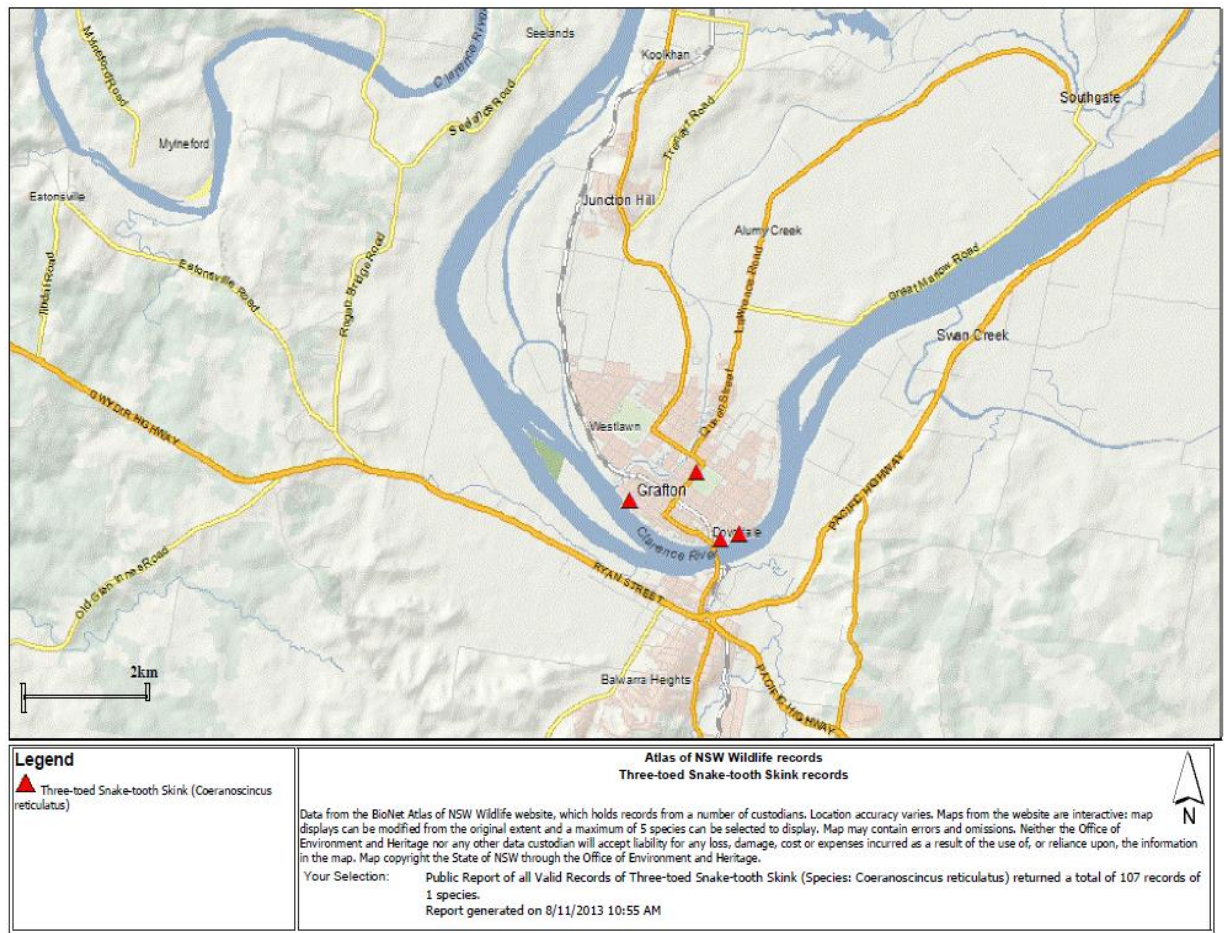 Seelands
Clarence River
Koolkhan
Mylneford Road
Southgate
Seelands Road
Trenayr Road
Mylneford
Eatonsville
Junction Hill
Alumy Creek
Eatonsville Road
Rogan Bridge Road
Jilodal Road
Lawrence Road
Great Marlow Road
Swan Creek
GWYDIR HIGHWAY
Queen Street
Westlawn
Grafton
PACIFIC HIGHWAY
Clarence River
Old Glen Innes Road
RYAN STREET
2km
Balwarra Heights
PACIFIC HIGHWAY
Legend
Three-toed Snake-tooth Skink (Coeranoscincus
reticulatus)
Atlas of NSW Wildlife records
Three-toed Snake-tooth Skink records
N
Data from the BioNet Atlas of NSW Wildlife website, which holds records from a number of custodians. Location accuracy varies. Maps from the website are interactive: map
displays can be modified from the original extent and a maximum of 5 species can be selected to display. Map may contain errors and omissions. Neither the Office of
Environment and Heritage nor any other data custodian will accept liability for any loss, damage, cost or expenses incurred as a result of the use of, or reliance upon, the information
in the map. Map copyright the State of NSW through the Office of Environment and Heritage.
Your Selection: Public Report of all Valid Records of Three-toed Snake-tooth Skink (Species: Coeranoscincus reticulatus) returned a total of 107 records of
1 species.
Report generated on 8/11/2013 10:55 AM